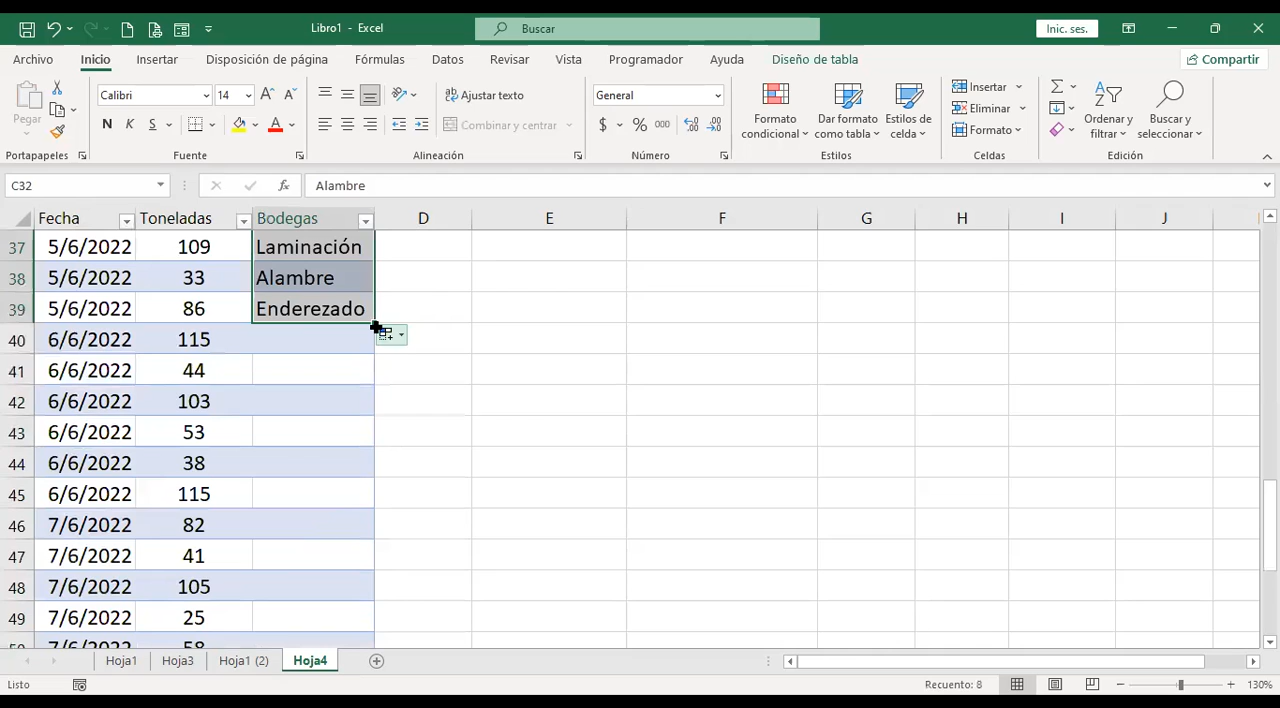 Libro1 - Excel
Buscar
Inic. ses.
Archivo Inicio Insertar Disposición de página Fórmulas Datos Revisar Vista Programador Ayuda Diseño de tabla Compartir
Pegar
Calibri 14
N K S
Ajustar texto
Combinar y centrar
General
$ % 000
Formato condicional
Dar formato como tabla
Estilos de celda
Insertar
Eliminar
Formato
Ordenar y filtrar
Buscar y seleccionar
Portapapeles Fuente Alineación Número Estilos Celdas Edición
C32 fx Alambre
Fecha Toneladas Bodegas D E F G H I J
37 5/6/2022 109 Laminación
38 5/6/2022 33 Alambre
39 5/6/2022 86 Enderezado
40 6/6/2022 115
41 6/6/2022 44
42 6/6/2022 103
43 6/6/2022 53
44 6/6/2022 38
45 6/6/2022 115
46 7/6/2022 82
47 7/6/2022 41
48 7/6/2022 105
49 7/6/2022 25
50 7/6/2022 58
Hoja1 Hoja3 Hoja1 (2) Hoja4
Listo Recuento: 8 130%